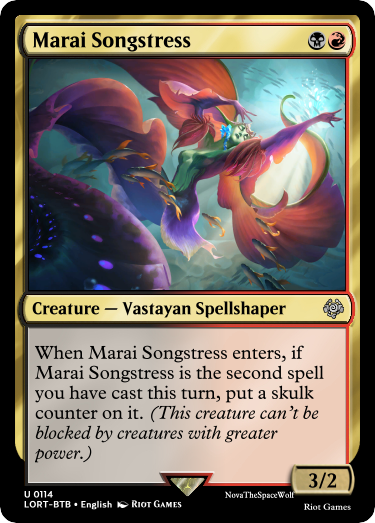 Marai Songstress
Creature — Vastayan Spellshaper
When Marai Songstress enters, if
Marai Songstress is the second spell
you have cast this turn, put a skulk
counter on it. (This creature can't be
blocked by creatures with greater
power.)
3/2
U 0114
LORT-BTB • English RIOT GAMES
NovaTheSpaceWolf
Riot Games